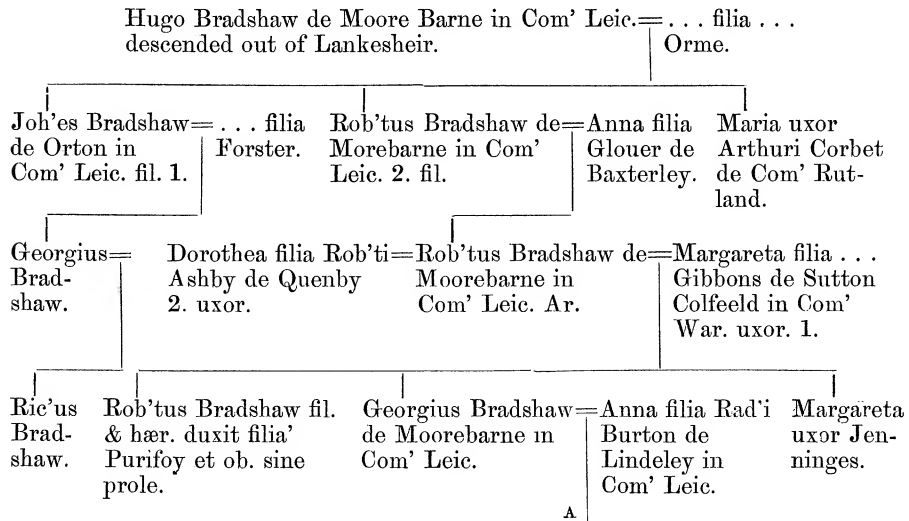 Hugo Bradshaw de Moore Barne in Com' Leic.=. . . filia . . .
descended out of Lankesheir. Orme.
Joh'es Bradshaw=. . . filia
de Orton in Forster.
Com' Leic. fil. 1.
Rob'tus Bradshaw de=Anna filia
Morebarne in Com' Glouer de
Leic. 2. fil. Baxterley.
Maria uxor
Arthuri Corbet
de Com' Rut-
land.
Georgius=
Brad-
shaw.
Dorothea filia Rob'ti=Rob'tus Bradshaw de=Margareta filia . . .
Ashby de Quenby Moorebarne in Gibbons de Sutton
2. uxor. Com' Leic. Ar. Colfeeld in Com'
War. uxor. 1.
Ric'us
Brad-
shaw.
Rob'tus Bradshaw fil.
& hær. duxit filia'
Purifoy et ob. sine
prole.
Georgius Bradshaw=Anna filia Rad'i
de Moorebarne in Burton de
Com' Leic. Lindeley in
Com' Leic.
Margareta
uxor Jen-
ninges.
A